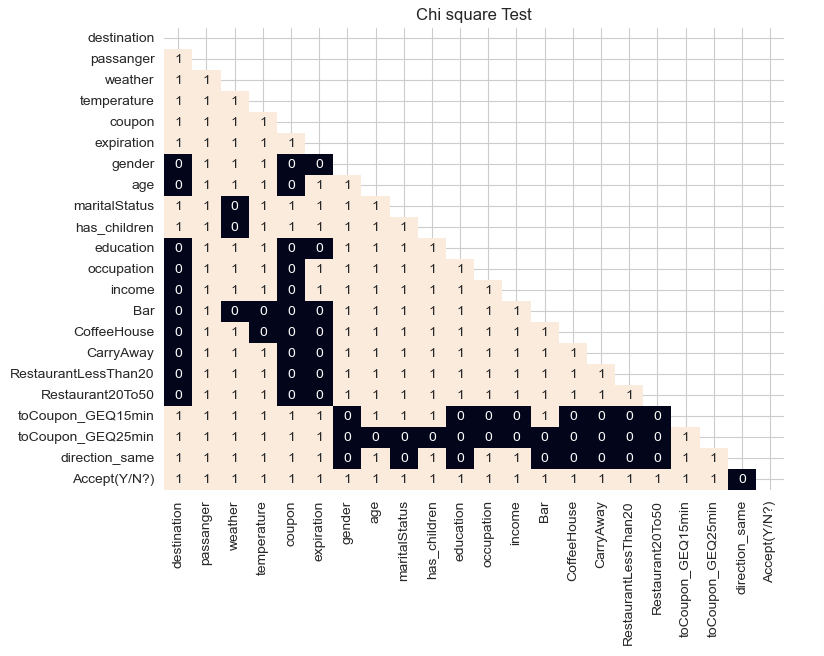 Chi square Test
destination
passanger 1
weather 1 1
temperature 1 1 1
coupon 1 1 1 1
expiration 1 1 1 1 1
gender 0 1 1 1 0 0
age 0 1 1 1 0 1 1
maritalStatus 1 1 0 1 1 1 1 1
has_children 1 1 0 1 1 1 1 1 1
education 0 1 1 1 0 0 1 1 1 1
occupation 0 1 1 1 0 1 1 1 1 1 1
income 0 1 1 1 0 1 1 1 1 1 1 1
Bar 0 1 0 0 0 0 1 1 1 1 1 1 1
CoffeeHouse 0 1 1 0 0 0 1 1 1 1 1 1 1 1
CarryAway 0 1 1 1 0 0 1 1 1 1 1 1 1 1 1
RestaurantLessThan20 0 1 1 1 0 0 1 1 1 1 1 1 1 1 1 1
Restaurant20To50 0 1 1 1 0 0 1 1 1 1 1 1 1 1 1 1 1
toCoupon_GEQ15min 1 1 1 1 1 1 0 1 1 1 0 0 0 1 0 0 0 0
toCoupon_GEQ25min 1 1 1 1 1 1 0 0 0 0 0 0 0 0 0 0 0 0 1
direction_same 1 1 1 1 1 1 0 1 0 1 0 1 1 0 0 0 0 0 1 1
Accept(Y/N?) 1 1 1 1 1 1 1 1 1 1 1 1 1 1 1 1 1 1 1 1 0
destination
passanger
weather
temperature
coupon
expiration
gender
age
maritalStatus
has_children
education
occupation
income
Bar
CoffeeHouse
CarryAway
RestaurantLessThan20
Restaurant20To50
toCoupon_GEQ15min
toCoupon_GEQ25min
direction_same
Accept(Y/N?)